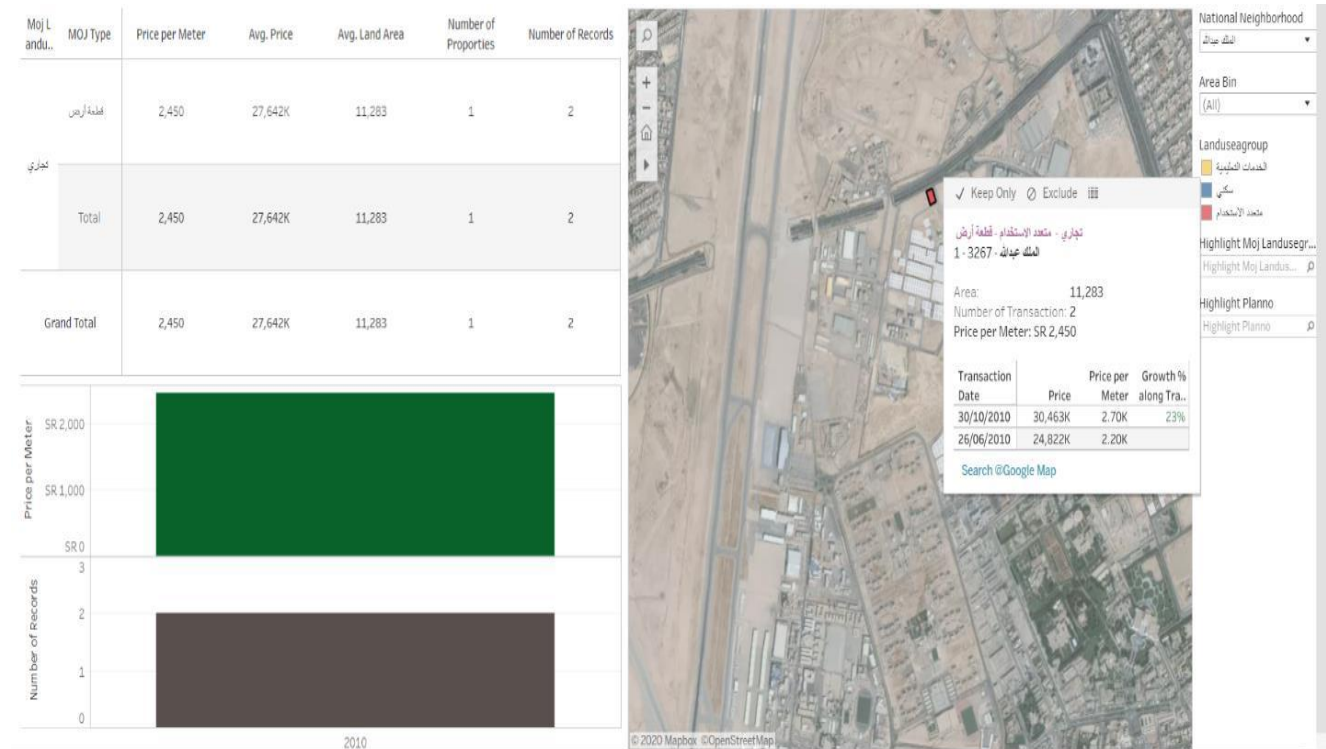 Moj L andu.. MOJ Type Price per Meter Avg. Price Avg. Land Area Number of Proporties Number of Records
تجاري
قطعة أرض 2,450 27,642K 11,283 1 2
Total 2,450 27,642K 11,283 1 2
Grand Total 2,450 27,642K 11,283 1 2
Price per Meter
SR 2,000
SR 1,000
SR 0
Number of Records
3
2
1
0
2010
Keep Only Exclude
تجاري - متعدد الاستخدام - قطعة أرض
الملك عبدالله - 3267 - 1
Area: 11,283
Number of Transaction: 2
Price per Meter: SR 2,450
Transaction Date Price Price per Meter Growth % along Tra..
30/10/2010 30,463K 2.70K 23%
26/06/2010 24,822K 2.20K
Search @Google Map
© 2020 Mapbox ©OpenStreetMap
National Neighborhood
الملك عبدالله
Area Bin
(All)
Landuseagroup
الخدمات التعليمية
سكني
متعدد الاستخدام
Highlight Moj Landusegr...
Highlight Moj Landus...
Highlight Planno
Highlight Planno